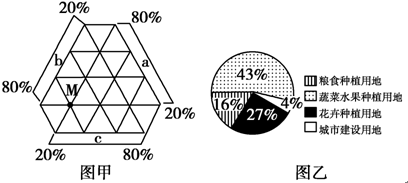 20%
80%
b
a
80%
M
20%
c
20%
80%
图甲
43%
16%
27%
4%
粮食种植用地
蔬菜水果种植用地
花卉种植用地
城市建设用地
图乙